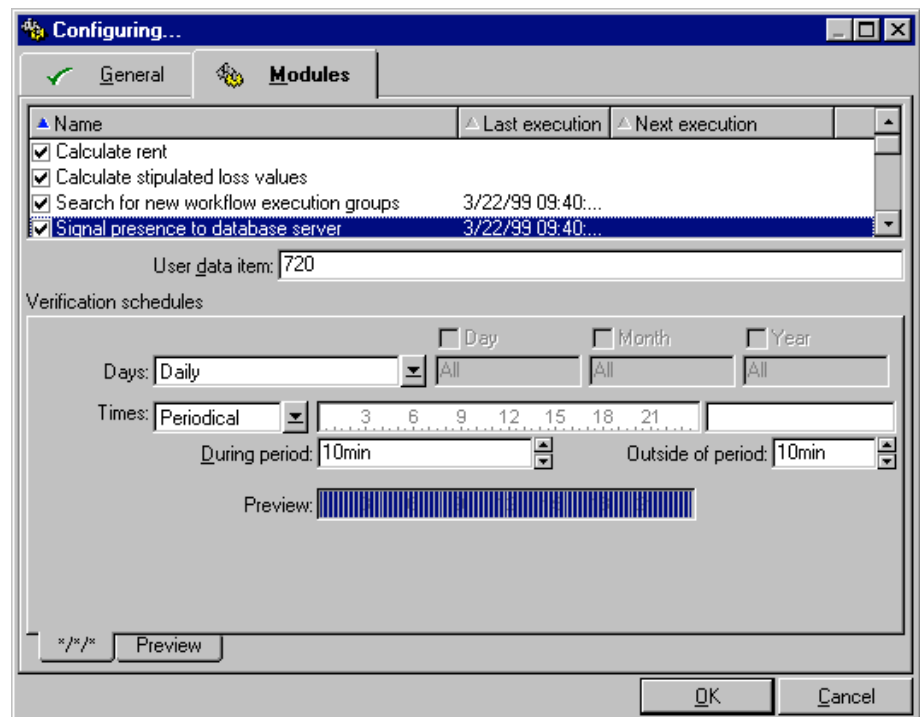 Configuring...
General Modules
Name Last execution Next execution
Calculate rent
Calculate stipulated loss values
Search for new workflow execution groups 3/22/99 09:40:...
Signal presence to database server 3/22/99 09:40:...
User data item: 720
Verification schedules
Day Month Year
Days: Daily All All All
Times: Periodical 3 6 9 12 15 18 21
During period: 10min Outside of period: 10min
Preview:
*/*/* Preview
OK Cancel